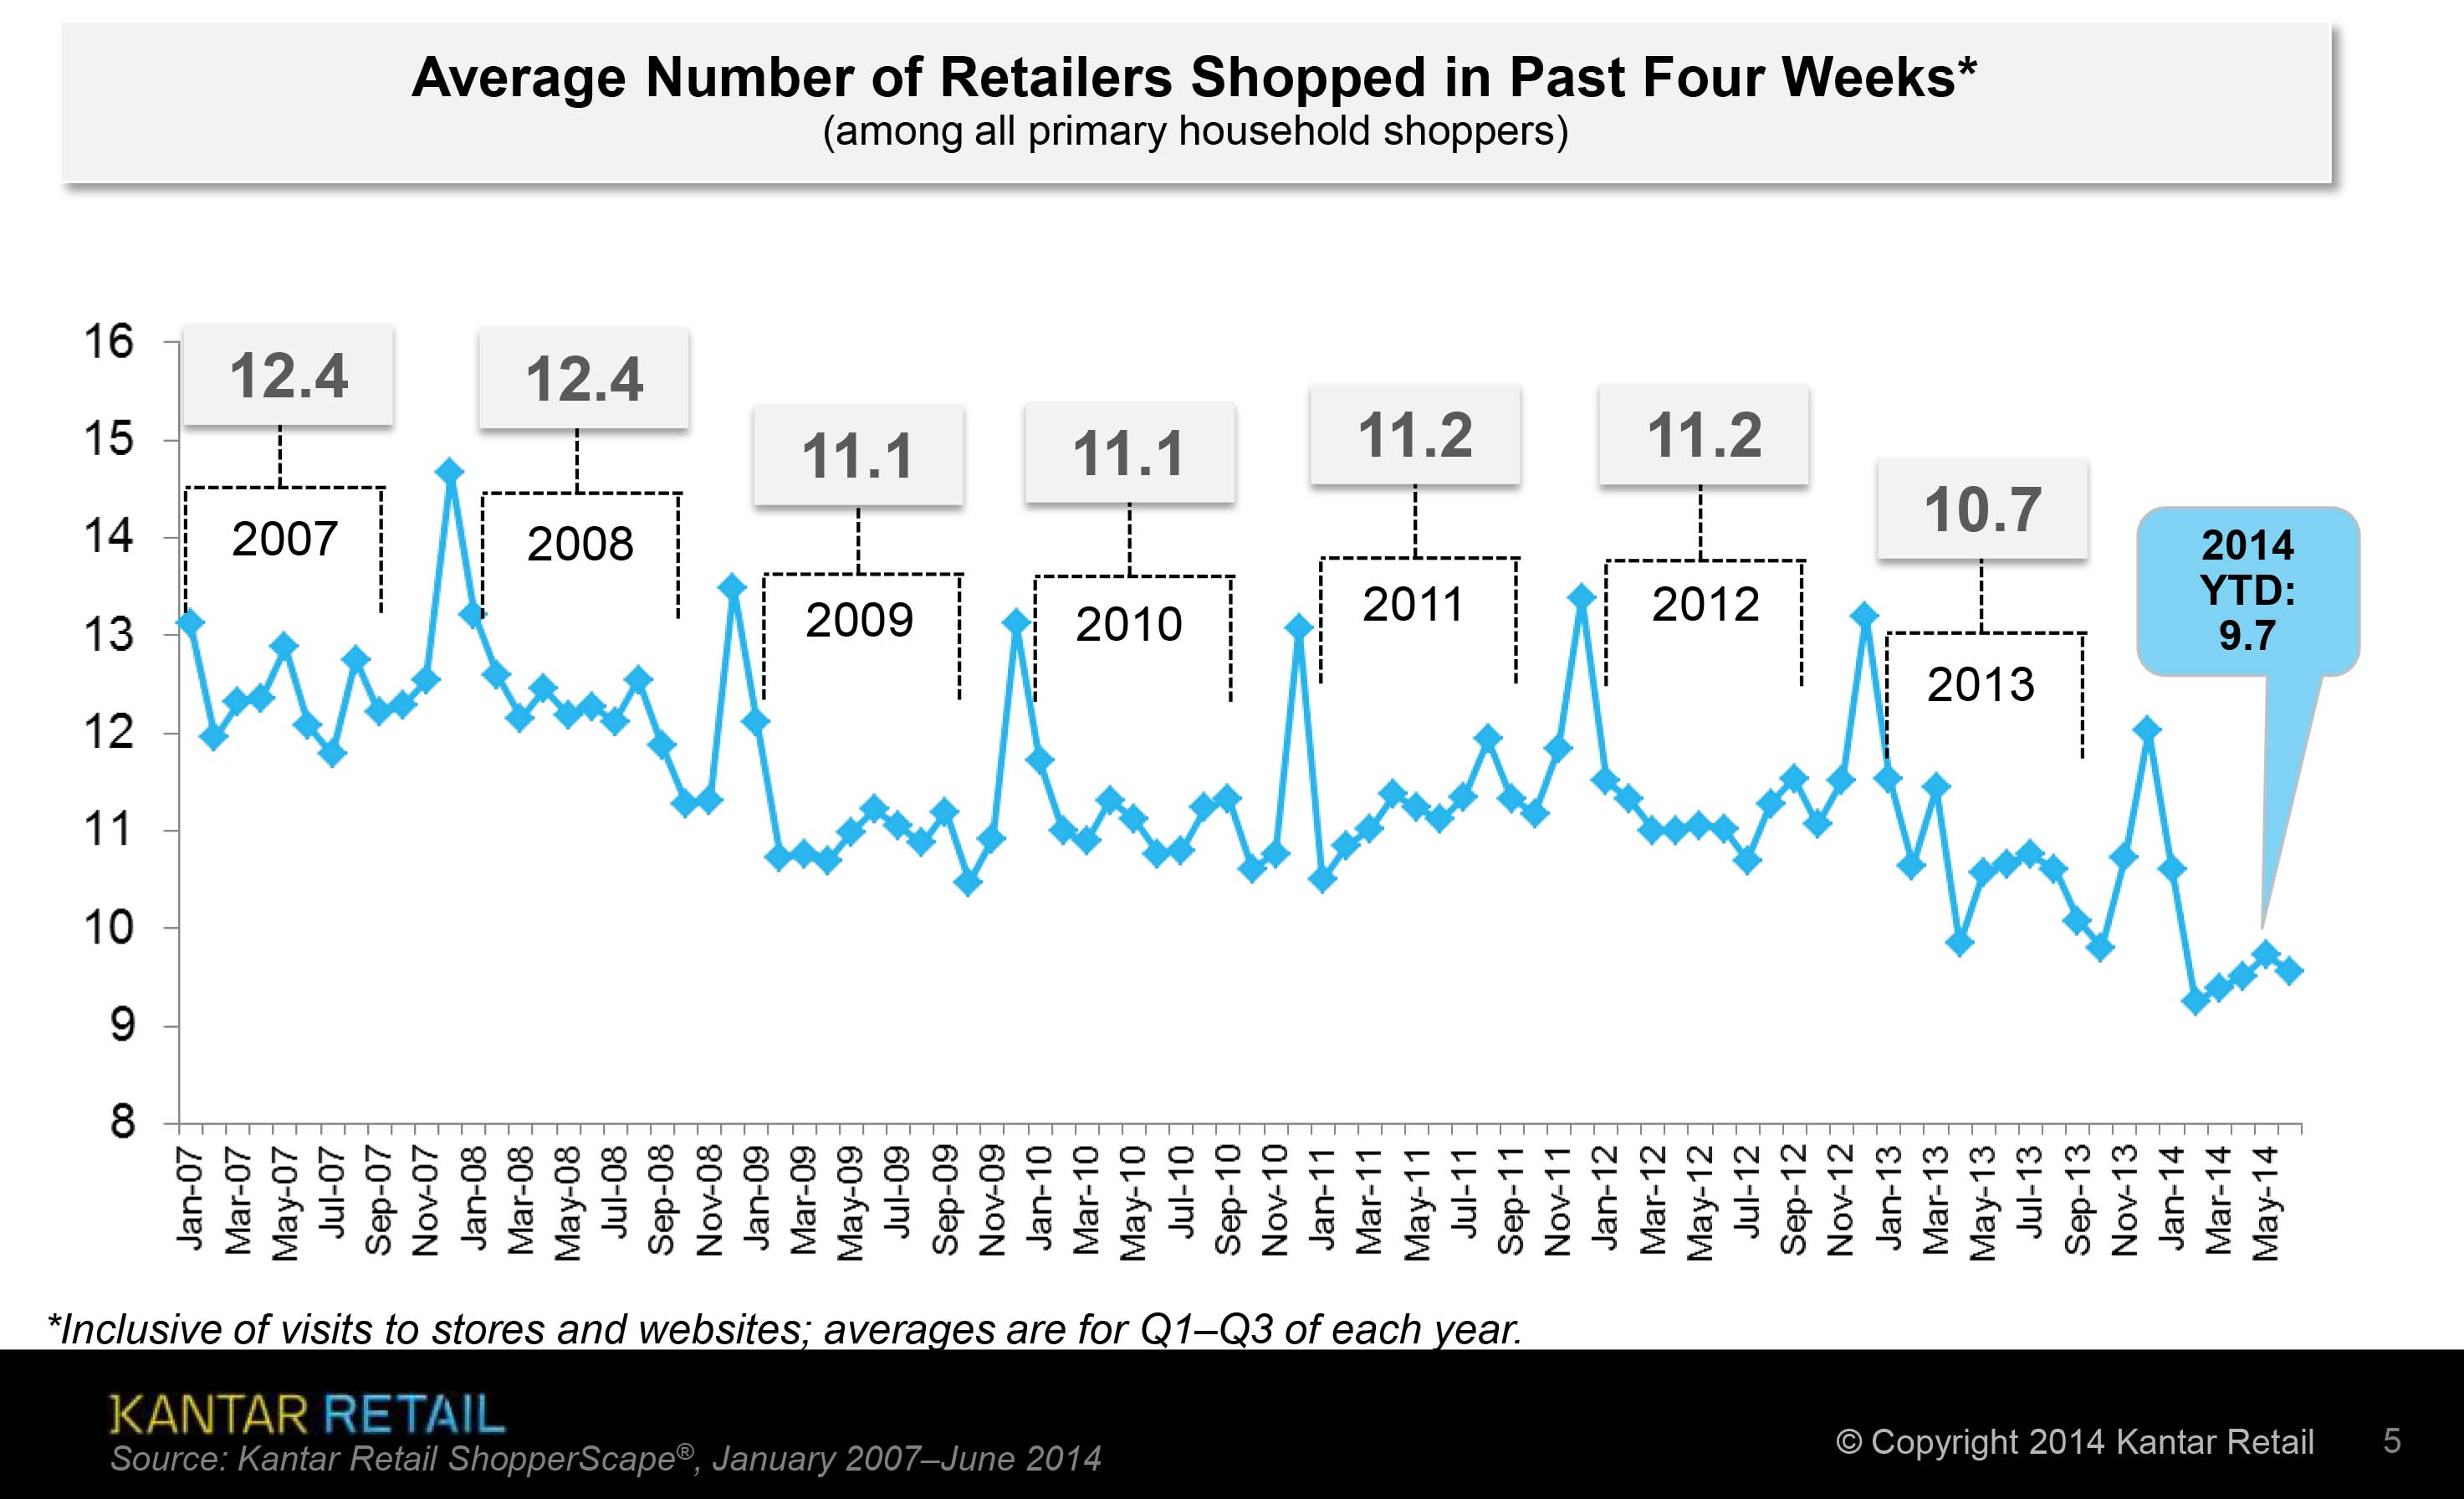 Average Number of Retailers Shopped in Past Four Weeks*
(among all primary household shoppers)
16
15
14
13
12
11
10
9
8
12.4
2007
12.4
2008
11.1
2009
11.1
2010
11.2
2011
11.2
2012
10.7
2013
2014
YTD:
9.7
Jan-07
Mar-07
May-07
Jul-07
Sep-07
Nov-07
Jan-08
Mar-08
May-08
Jul-08
Sep-08
Nov-08
Jan-09
Mar-09
May-09
Jul-09
Sep-09
Nov-09
Jan-10
Mar-10
May-10
Jul-10
Sep-10
Nov-10
Jan-11
Mar-11
May-11
Jul-11
Sep-11
Nov-11
Jan-12
Mar-12
May-12
Jul-12
Sep-12
Nov-12
Jan-13
Mar-13
May-13
Jul-13
Sep-13
Nov-13
Jan-14
Mar-14
May-14
*Inclusive of visits to stores and websites; averages are for Q1–Q3 of each year.
KANTAR RETAIL
Source: Kantar Retail ShopperScape®, January 2007–June 2014
© Copyright 2014 Kantar Retail
5